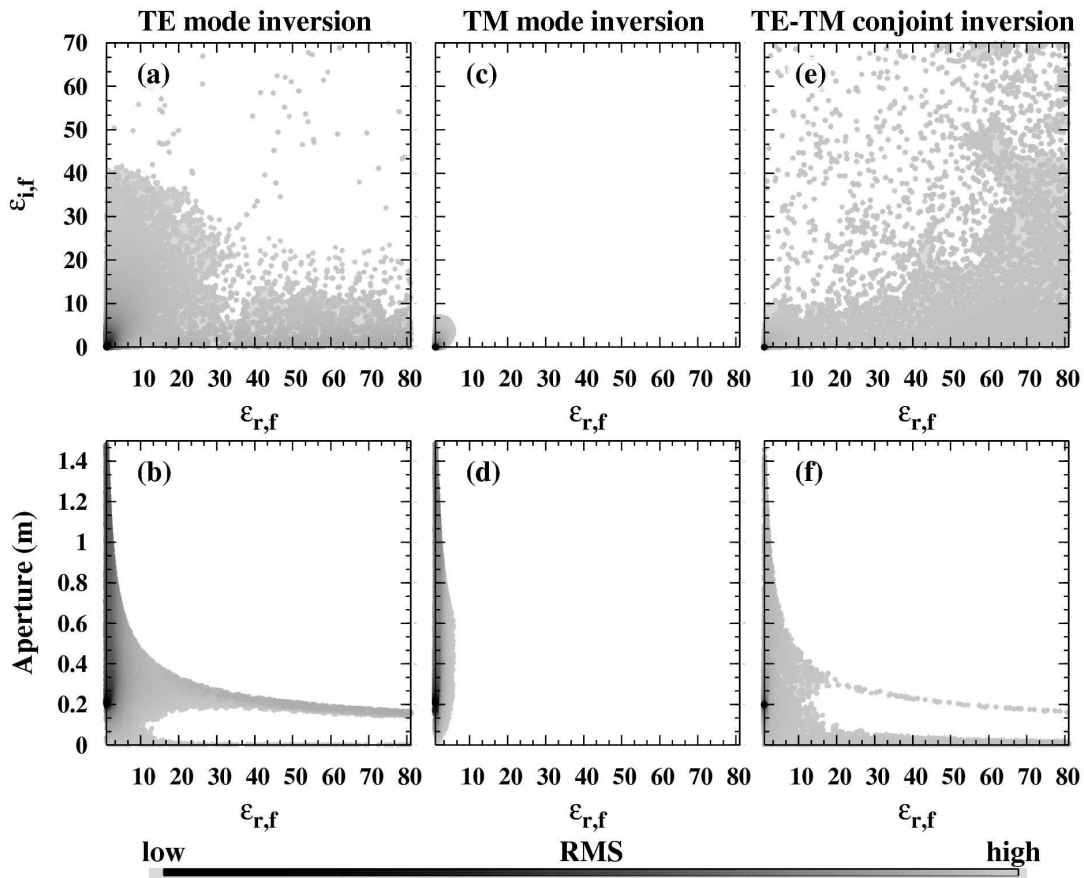 TE mode inversion TM mode inversion TE-TM conjoint inversion
70
60
50
40
30
20
10
0
εi,f
(a) (c) (e)
10 20 30 40 50 60 70 80 10 20 30 40 50 60 70 80 10 20 30 40 50 60 70 80
εr,f εr,f εr,f
1.4
1.2
1
0.8
0.6
0.4
0.2
0
Aperture (m)
(b) (d) (f)
10 20 30 40 50 60 70 80 10 20 30 40 50 60 70 80 10 20 30 40 50 60 70 80
εr,f εr,f εr,f
low RMS high